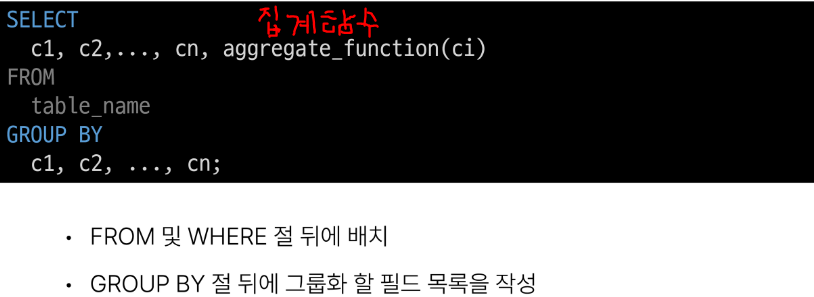 SELECT
집계함수
c1, c2,..., cn, aggregate_function(ci)
FROM
table_name
GROUP BY
c1, c2, ..., cn;
• FROM 및 WHERE 절 뒤에 배치
• GROUP BY 절 뒤에 그룹화 할 필드 목록을 작성